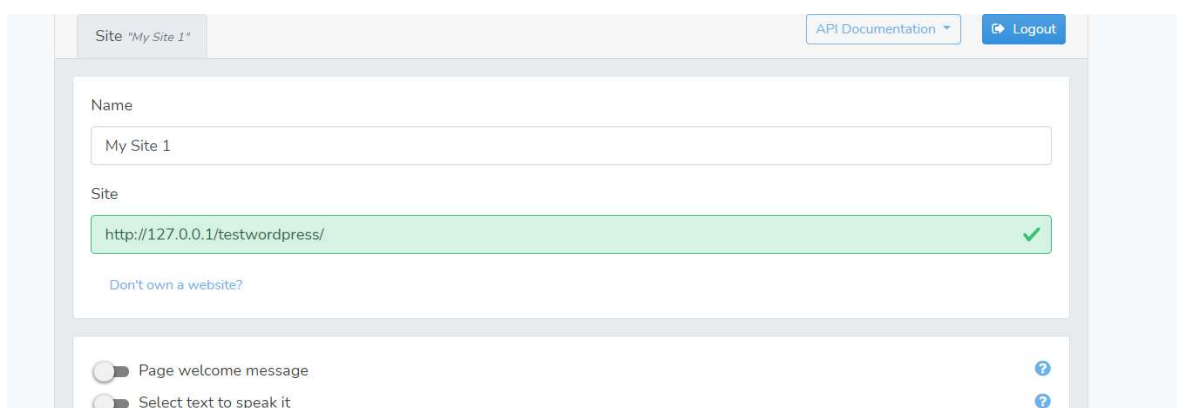 Site "My Site 1"
API Documentation
Logout
Name
My Site 1
Site
http://127.0.0.1/testwordpress/
Don't own a website?
Page welcome message
Select text to speak it